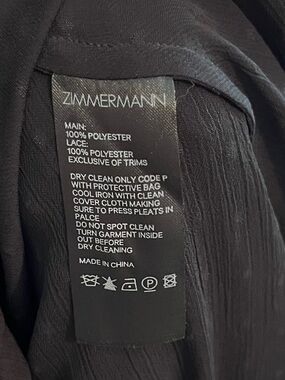 ZIMMERMANN
MAIN:
100% POLYESTER
LACE:
100% POLYESTER
EXCLUSIVE OF TRIMS
DRY CLEAN ONLY CODE P
WITH PROTECTIVE BAG
COOL IRON WITH CLEAN
COVER CLOTH MAKING
SURE TO PRESS PLEATS IN
PALCE
DO NOT SPOT CLEAN
TURN GARMENT INSIDE
OUT BEFORE
DRY CLEANING
MADE IN CHINA
P